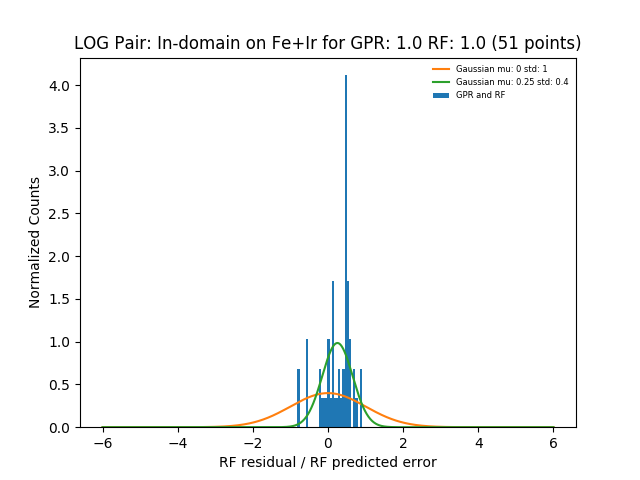 LOG Pair: In-domain on Fe+Ir for GPR: 1.0 RF: 1.0 (51 points)
Gaussian mu: 0 std: 1
Gaussian mu: 0.25 std: 0.4
GPR and RF
Normalized Counts
4.0
3.5
3.0
2.5
2.0
1.5
1.0
0.5
0.0
−6 −4 −2 0 2 4 6
RF residual / RF predicted error